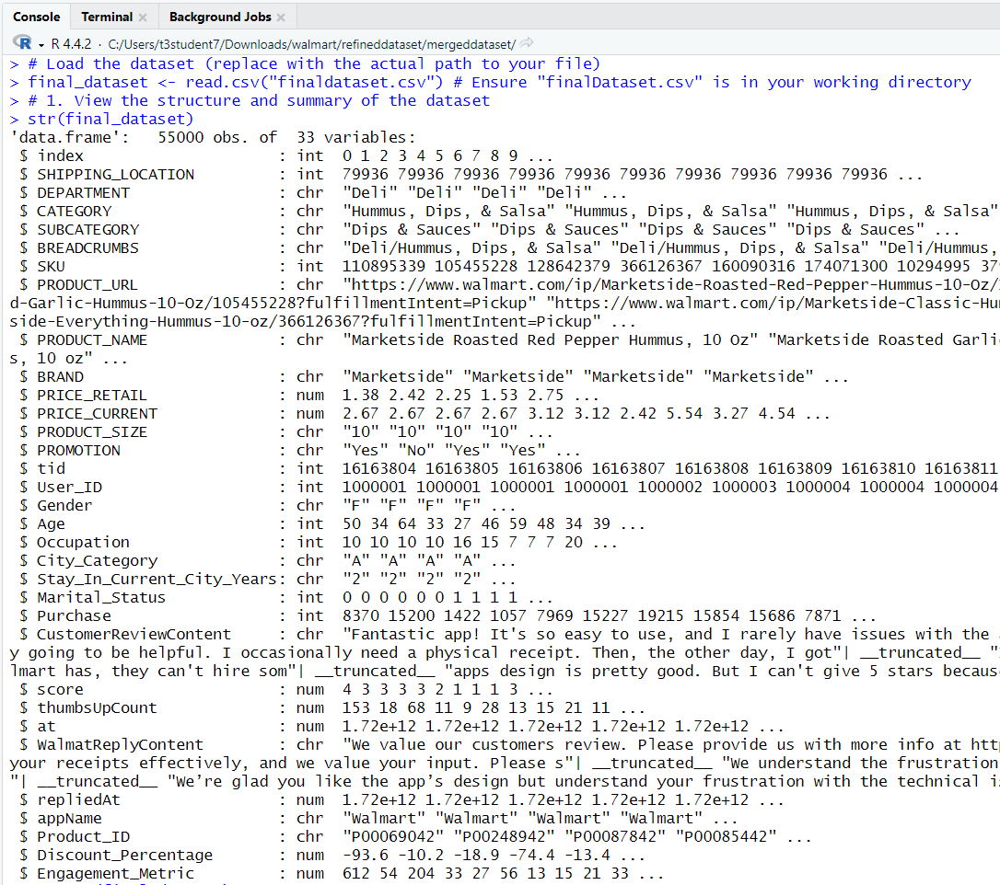 Console Terminal Background Jobs
R R 4.4.2 · C:/Users/t3student7/Downloads/walmart/refineddataset/mergeddataset/
> # Load the dataset (replace with the actual path to your file)
> final_dataset <- read.csv("finaldataset.csv") # Ensure "finalDataset.csv" is in your working directory
> # 1. View the structure and summary of the dataset
> str(final_dataset)
'data.frame':   55000 obs. of  33 variables:
 $ index                     : int  0 1 2 3 4 5 6 7 8 9 ...
 $ SHIPPING_LOCATION         : int  79936 79936 79936 79936 79936 79936 79936 79936 79936 79936 ...
 $ DEPARTMENT                : chr  "Deli" "Deli" "Deli" "Deli" ...
 $ CATEGORY                  : chr  "Hummus, Dips, & Salsa" "Hummus, Dips, & Salsa" "Hummus, Dips, & Salsa"
 $ SUBCATEGORY               : chr  "Dips & Sauces" "Dips & Sauces" "Dips & Sauces" "Dips & Sauces" ...
 $ BREADCRUMBS               : chr  "Deli/Hummus, Dips, & Salsa" "Deli/Hummus, Dips, & Salsa" "Deli/Hummus,
 $ SKU                       : int  110895339 105455228 128642379 366126367 160090316 174071300 10294995 37
 $ PRODUCT_URL               : chr  "https://www.walmart.com/ip/Marketside-Roasted-Red-Pepper-Hummus-10-Oz/
d-Garlic-Hummus-10-Oz/105455228?fulfillmentIntent=Pickup" "https://www.walmart.com/ip/Marketside-Classic-Hu
side-Everything-Hummus-10-oz/366126367?fulfillmentIntent=Pickup" ...
 $ PRODUCT_NAME              : chr  "Marketside Roasted Red Pepper Hummus, 10 Oz" "Marketside Roasted Garli
s, 10 oz" ...
 $ BRAND                     : chr  "Marketside" "Marketside" "Marketside" "Marketside" ...
 $ PRICE_RETAIL              : num  1.38 2.42 2.25 1.53 2.75 ...
 $ PRICE_CURRENT             : num  2.67 2.67 2.67 2.67 3.12 3.12 2.42 5.54 3.27 4.54 ...
 $ PRODUCT_SIZE              : chr  "10" "10" "10" "10" ...
 $ PROMOTION                 : chr  "Yes" "No" "Yes" "Yes" ...
 $ tid                       : int  16163804 16163805 16163806 16163807 16163808 16163809 16163810 16163811
 $ User_ID                   : int  1000001 1000001 1000001 1000001 1000002 1000003 1000004 1000004 1000004
 $ Gender                    : chr  "F" "F" "F" "F" ...
 $ Age                       : int  50 34 64 33 27 46 59 48 34 39 ...
 $ Occupation                : int  10 10 10 10 16 15 7 7 7 20 ...
 $ City_Category             : chr  "A" "A" "A" "A" ...
 $ Stay_In_Current_City_Years: chr  "2" "2" "2" "2" ...
 $ Marital_Status            : int  0 0 0 0 0 0 1 1 1 1 ...
 $ Purchase                  : int  8370 15200 1422 1057 7969 15227 19215 15854 15686 7871 ...
 $ CustomerReviewContent     : chr  "Fantastic app! It's so easy to use, and I rarely have issues with the
y going to be helpful. I occasionally need a physical receipt. Then, the other day, I got"| __truncated__
lmart has, they can't hire som"| __truncated__ "apps design is pretty good. But I can't give 5 stars becaus
 $ score                     : num  4 3 3 3 3 2 1 1 1 3 ...
 $ thumbsUpCount             : num  153 18 68 11 9 28 13 15 21 11 ...
 $ at                        : num  1.72e+12 1.72e+12 1.72e+12 1.72e+12 1.72e+12 ...
 $ WalmatReplyContent        : chr  "We value our customers review. Please provide us with more info at htt
your receipts effectively, and we value your input. Please s"| __truncated__ "We understand the frustration
"| __truncated__ "We’re glad you like the app’s design but understand your frustration with the technical i
 $ repliedAt                 : num  1.72e+12 1.72e+12 1.72e+12 1.72e+12 1.72e+12 ...
 $ appName                   : chr  "Walmart" "Walmart" "Walmart" "Walmart" ...
 $ Product_ID                : chr  "P00069042" "P00248942" "P00087842" "P00085442" ...
 $ Discount_Percentage       : num  -93.6 -10.2 -18.9 -74.4 -13.4 ...
 $ Engagement_Metric         : num  612 54 204 33 27 56 13 15 21 33 ...